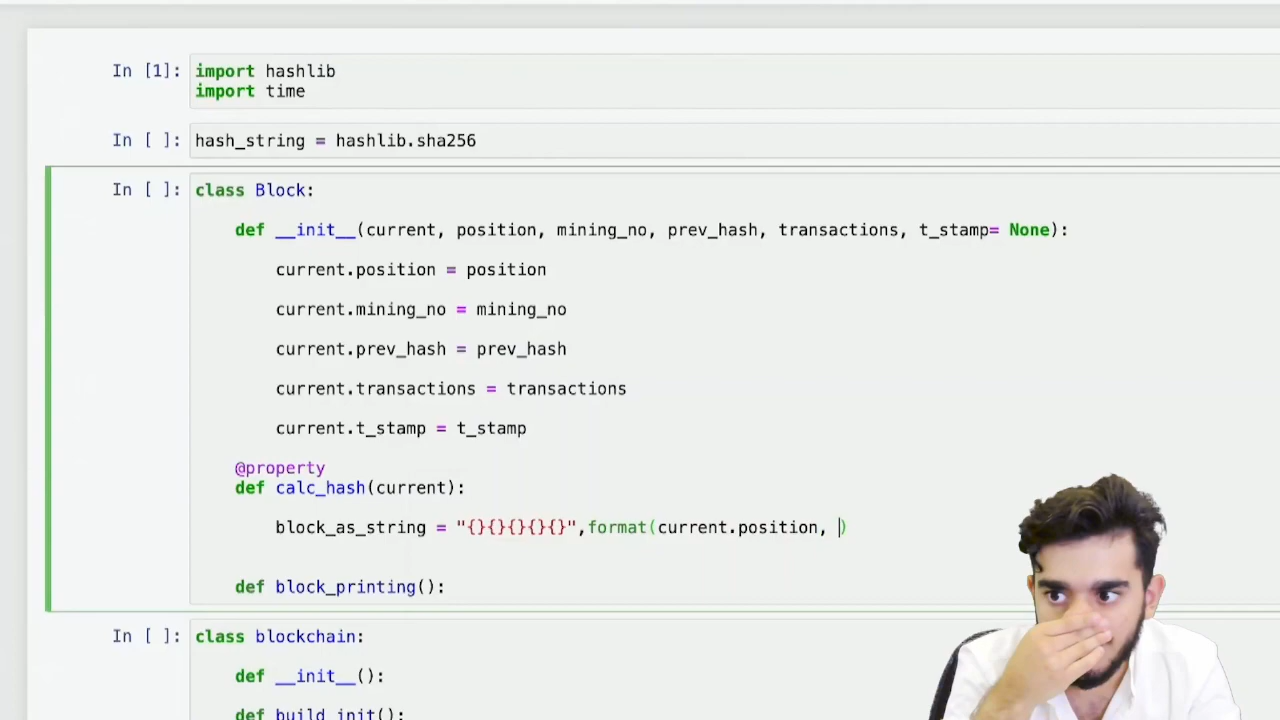 In [1]: import hashlib
import time
In [ ]: hash_string = hashlib.sha256
In [ ]: class Block:
def __init__(current, position, mining_no, prev_hash, transactions, t_stamp= None):
current.position = position
current.mining_no = mining_no
current.prev_hash = prev_hash
current.transactions = transactions
current.t_stamp = t_stamp
@property
def calc_hash(current):
block_as_string = "{}{}{}{}{}",format(current.position, )
def block_printing():
In [ ]: class blockchain:
def __init__():
def build_init():